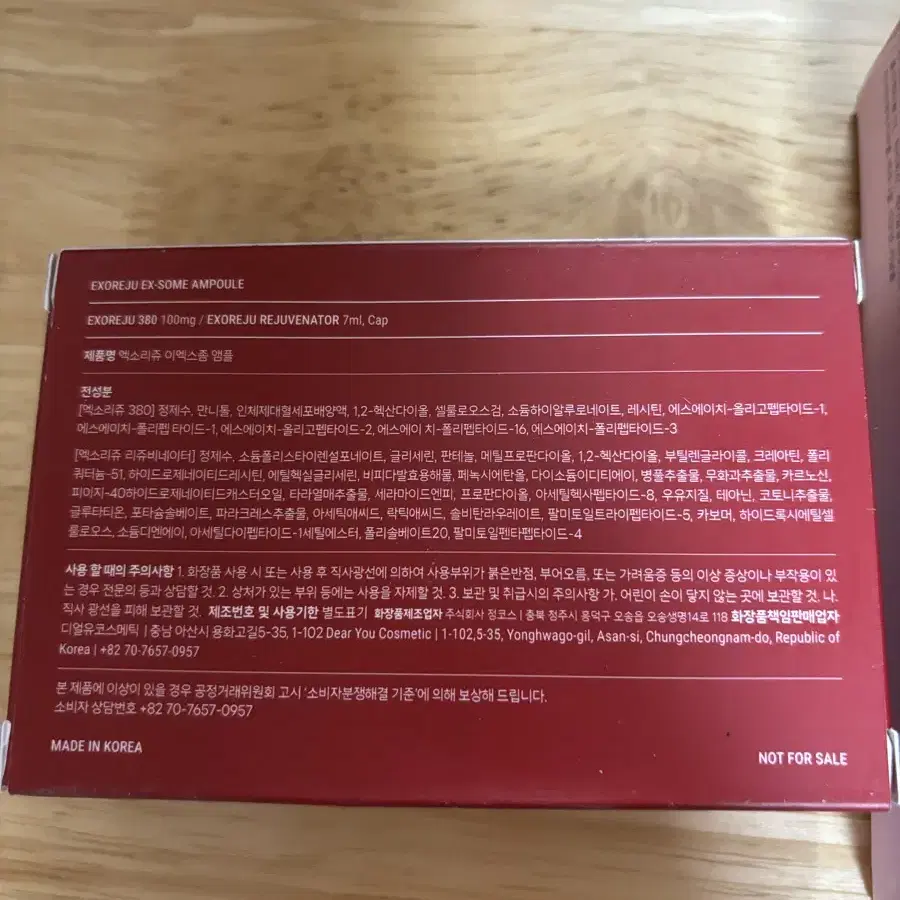 EXOREJU EX-SOME AMPOULE
EXOREJU 380 100mg / EXOREJU REJUVENATOR 7ml, Cap
제품명 엑소리쥬 이엑스좀 앰플
전성분
[엑소리쥬 380] 정제수, 만니톨, 인체제대혈세포배양액, 1,2-헥산다이올, 셀룰로오스검, 소듐하이알루로네이트, 레시틴, 에스에이치-올리고펩타이드-1,
에스에이치-폴리펩 타이드-1, 에스에이치-올리고펩타이드-2, 에스에이 치-폴리펩타이드-16, 에스에이치-폴리펩타이드-3
[엑소리쥬 리쥬비네이터] 정제수, 소듐폴리스타이렌설포네이트, 글리세린, 판테놀, 메틸프로판다이올, 1,2-헥산다이올, 부틸렌글라이콜, 크레아틴, 폴리
쿼터늄-51, 하이드로제네이티드레시틴, 에틸헥실글리세린, 비피다발효용해물, 페녹시에탄올, 다이소듐이디티에이, 병풀추출물, 무화과추출물, 카르노신,
피이지-40하이드로제네이티드캐스터오일, 타라열매추출물, 세라마이드엔피, 프로판다이올, 아세틸헥사펩타이드-8, 우유지질, 테아닌, 코토니추출물,
글루타티온, 포타슘솔베이트, 파라크레스추출물, 아세틱애씨드, 락틱애씨드, 솔비탄라우레이트, 팔미토일트라이펩타이드-5, 카보머, 하이드록시에틸셀
룰로오스, 소듐디엔에이, 아세틸다이펩타이드-1세틸에스터, 폴리솔베이트20, 팔미토일펜타펩타이드-4
사용 할 때의 주의사항 1. 화장품 사용 시 또는 사용 후 직사광선에 의하여 사용부위가 붉은반점, 부어오름, 또는 가려움증 등의 이상 증상이나 부작용이 있
는 경우 전문의 등과 상담할 것. 2. 상처가 있는 부위 등에는 사용을 자제할 것. 3. 보관 및 취급시의 주의사항 가. 어린이 손이 닿지 않는 곳에 보관할 것. 나.
직사 광선을 피해 보관할 것. 제조번호 및 사용기한 별도표기 화장품제조업자 주식회사 정코스 | 충북 청주시 흥덕구 오송읍 오송생명14로 118 화장품책임판매업자
디얼유코스메틱 | 충남 아산시 용화고길5-35, 1-102 Dear You Cosmetic | 1-102,5-35, Yonghwago-gil, Asan-si, Chungcheongnam-do, Republic of
Korea | +82 70-7657-0957
본 제품에 이상이 있을 경우 공정거래위원회 고시 '소비자분쟁해결 기준'에 의해 보상해 드립니다.
소비자 상담번호 +82 70-7657-0957
MADE IN KOREA
NOT FOR SALE